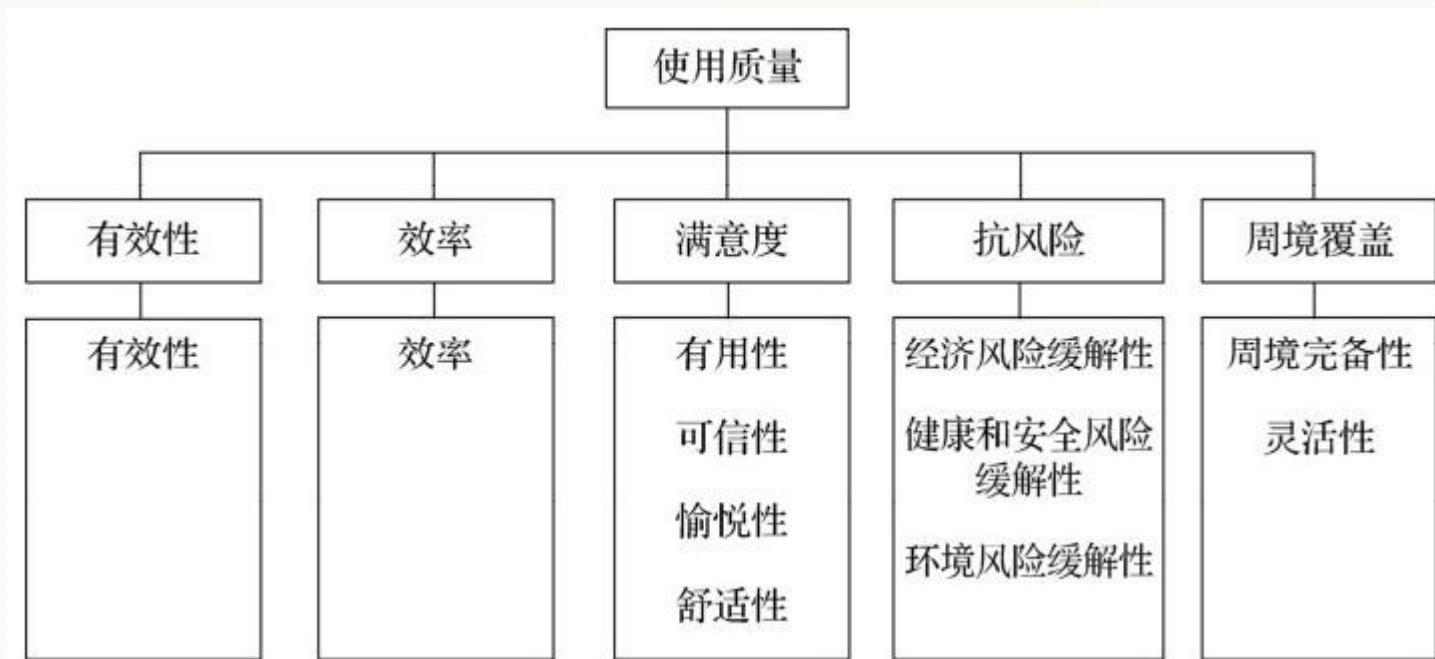 使用质量
有效性
效率
满意度
抗风险
周境覆盖
有效性
效率
有用性
可信性
愉悦性
舒适性
经济风险缓解性
健康和安全风险
缓解性
环境风险缓解性
周境完备性
灵活性